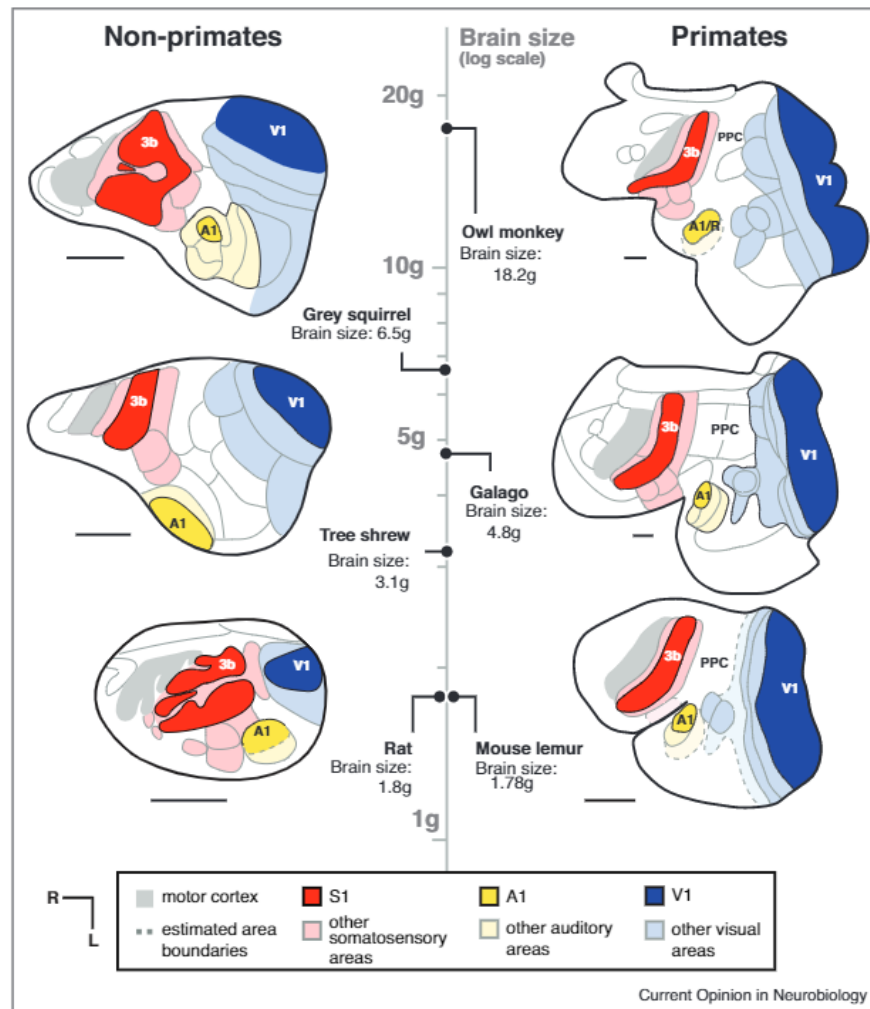 Non-primates
Brain size
(log scale)
Primates
20g
3b
V1
A1
3b
PPC
V1
A1/R
Owl monkey
Brain size:
18.2g
10g
Grey squirrel
Brain size: 6.5g
3b
V1
A1
5g
3b
PPC
V1
A1
Galago
Brain size:
4.8g
Tree shrew
Brain size:
3.1g
3b
V1
A1
3b
PPC
V1
A1
Rat
Brain size:
1.8g
Mouse lemur
Brain size:
1.78g
1g
R
L
motor cortex
S1
A1
V1
estimated area
boundaries
other
somatosensory
areas
other auditory
areas
other visual
areas
Current Opinion in Neurobiology